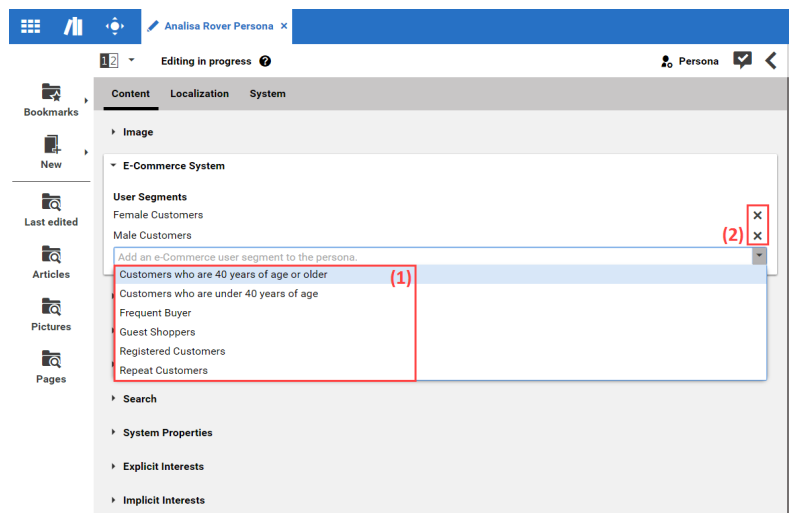 Analisa Rover Persona ×
12 Editing in progress ?
Persona
Content Localization System
Bookmarks
Image
New
E-Commerce System
User Segments
Last edited
Female Customers
Male Customers
(2)
Add an e-Commerce user segment to the persona.
Articles
Customers who are 40 years of age or older
(1)
Customers who are under 40 years of age
Frequent Buyer
Pictures
Guest Shoppers
Registered Customers
Repeat Customers
Pages
Search
System Properties
Explicit Interests
Implicit Interests